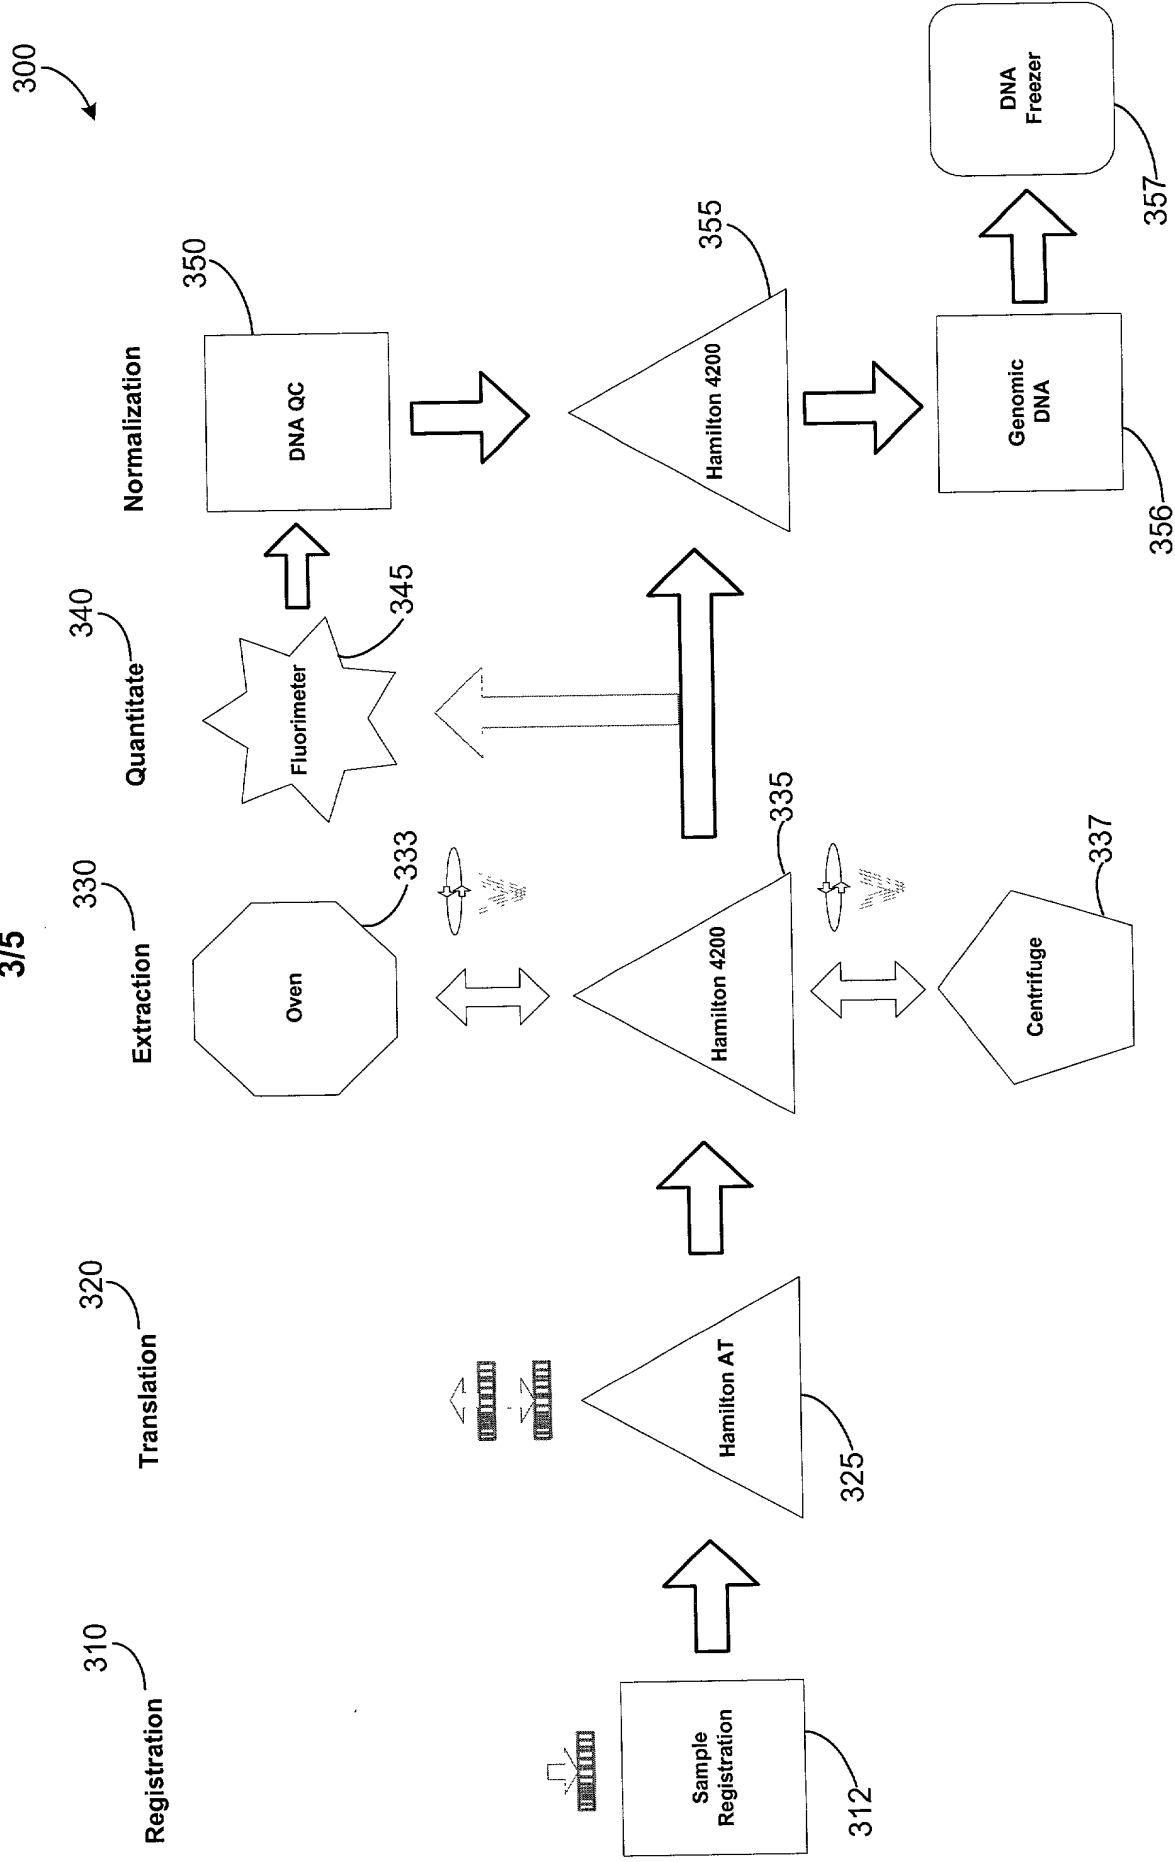 3/5
300
Registration
310
Translation
320
Extraction
330
Quantitate
340
Normalization
Sample
Registration
312
Hamilton AT
325
Oven
333
Hamilton 4200
335
Centrifuge
337
Fluorimeter
345
DNA QC
350
Hamilton 4200
355
Genomic
DNA
356
DNA
Freezer
357